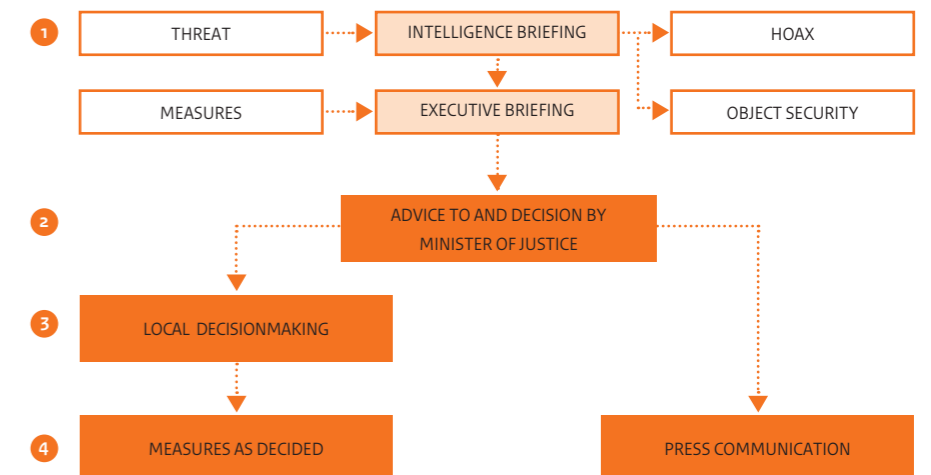 1
THREAT
INTELLIGENCE BRIEFING
HOAX
MEASURES
EXECUTIVE BRIEFING
OBJECT SECURITY
2
ADVICE TO AND DECISION BY
MINISTER OF JUSTICE
3
LOCAL DECISIONMAKING
4
MEASURES AS DECIDED
PRESS COMMUNICATION